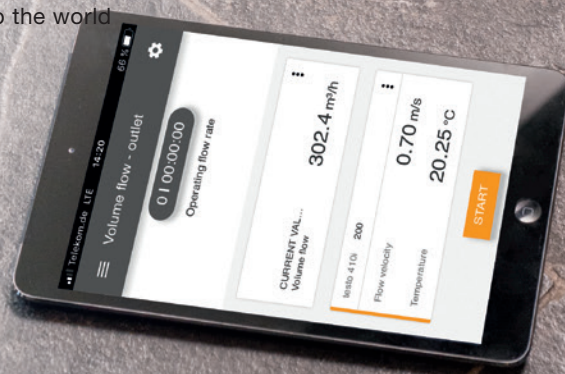 o the world
Telekom.de LTE 14:20 66 %
Volume flow - outlet
0 | 00:00:00
Operating flow rate
CURRENT VAL...
Volume flow
302.4 m³/h
testo 410i 200
Flow velocity 0.70 m/s
Temperature 20.25 °C
START